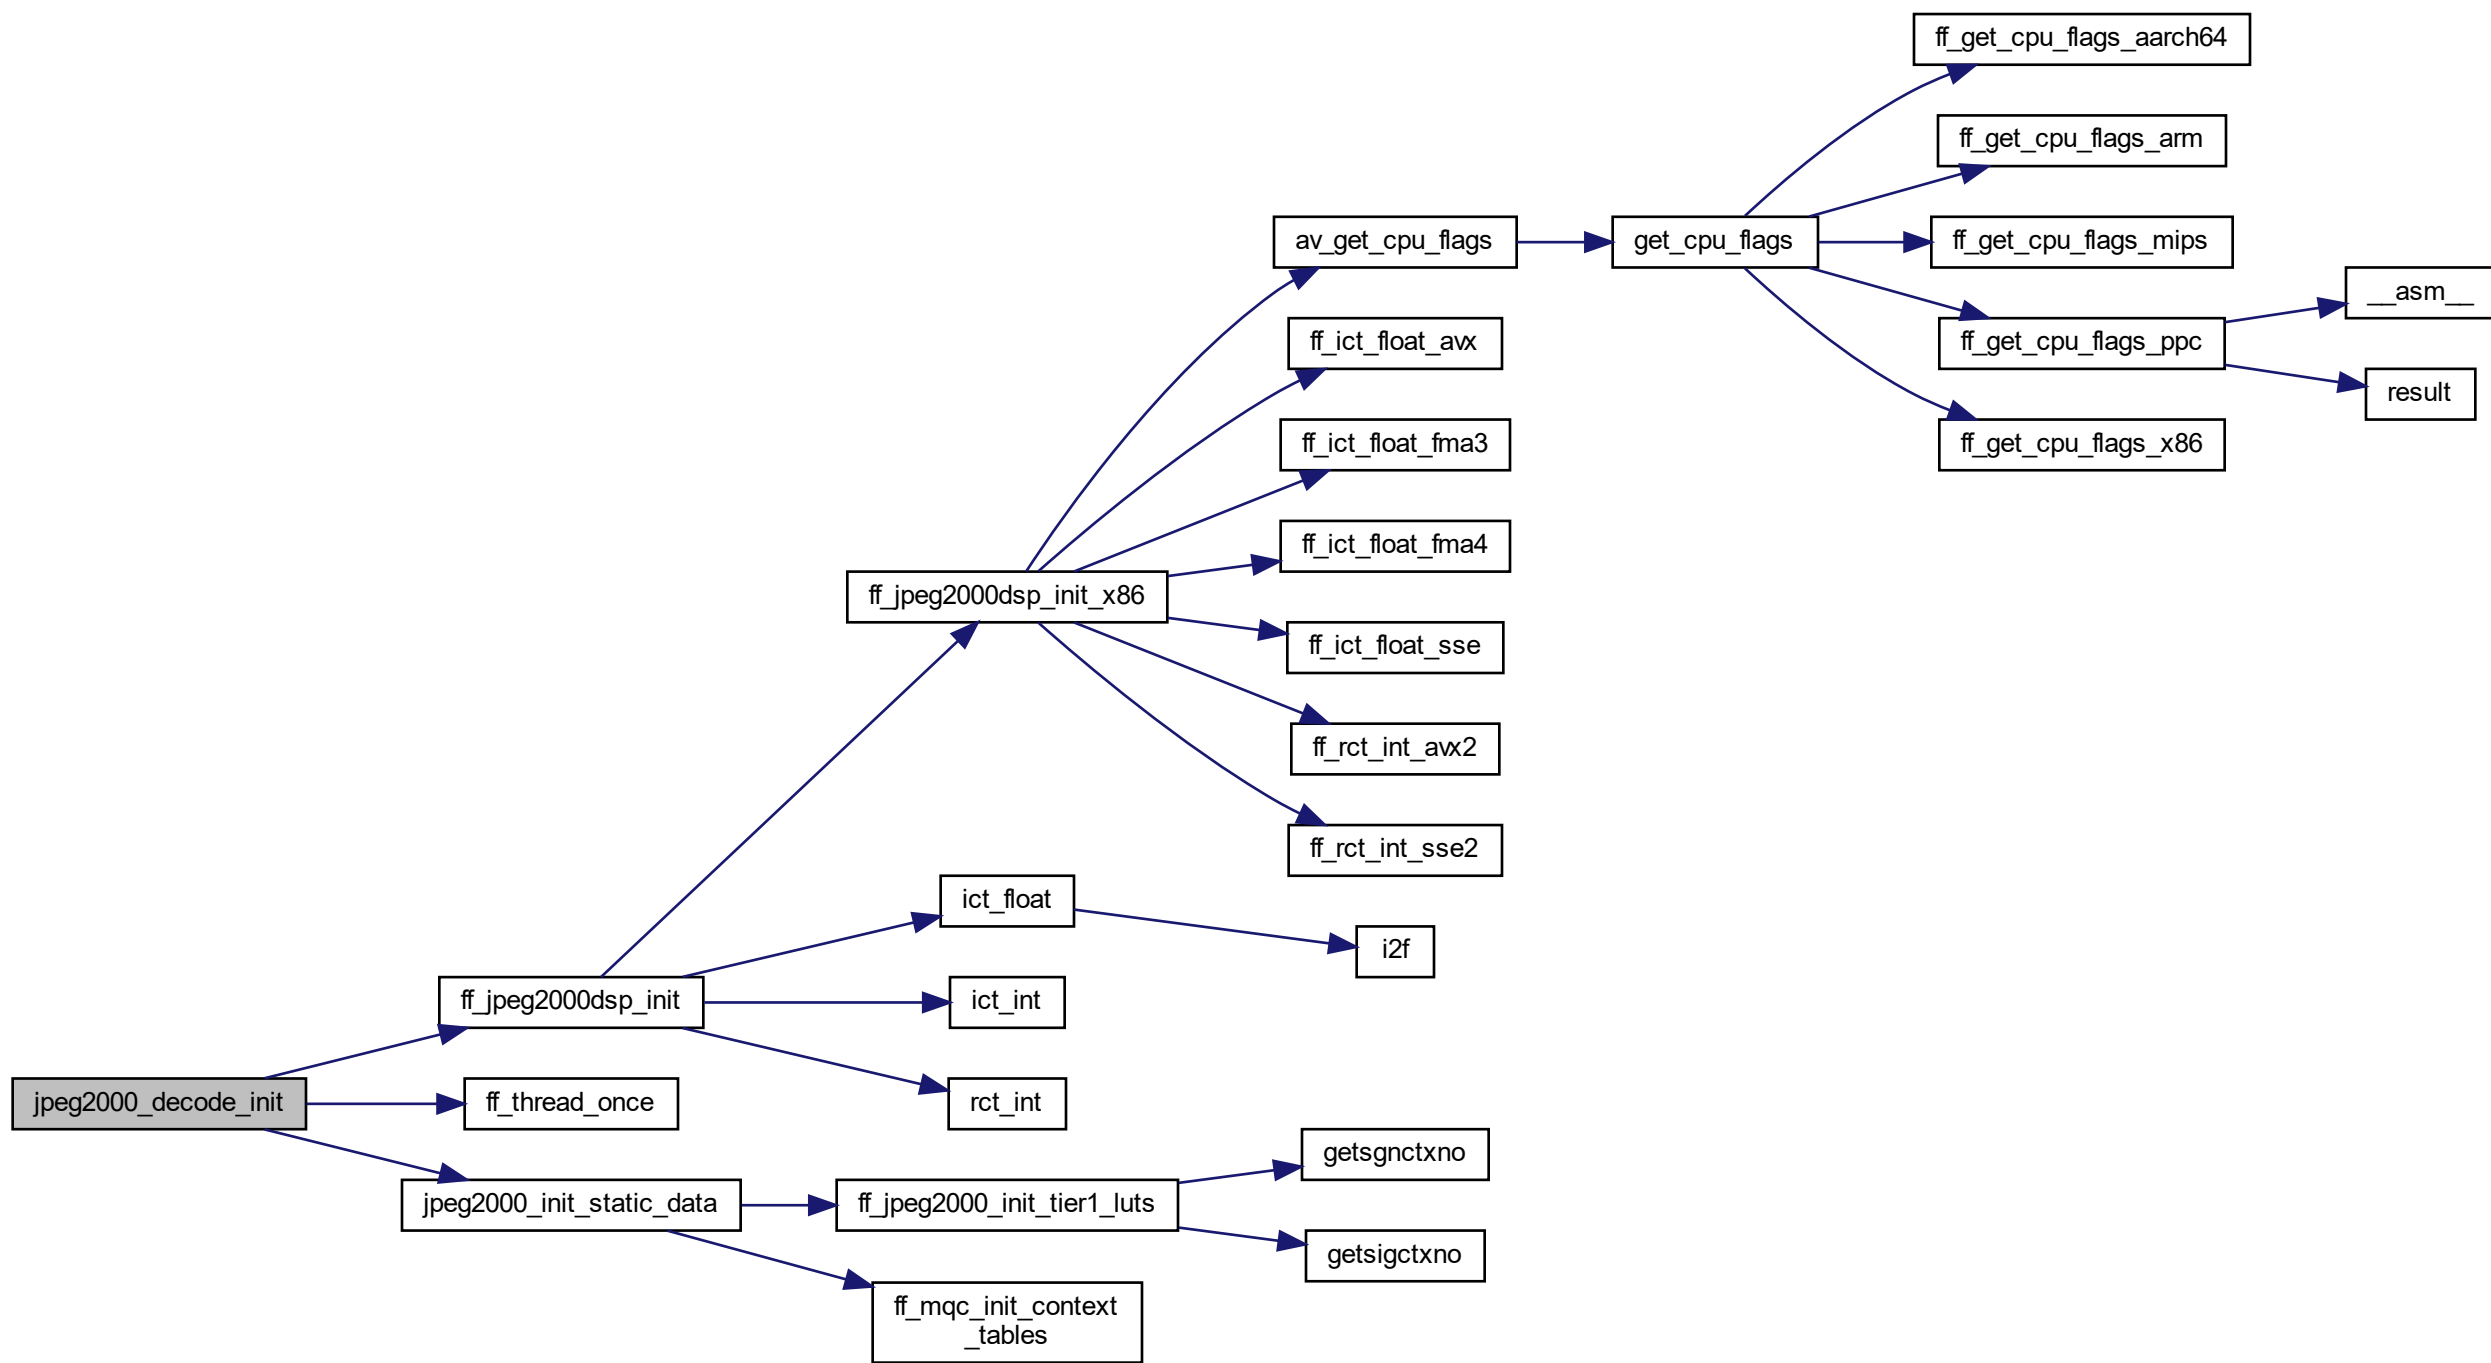 ff_get_cpu_flags_aarch64
ff_get_cpu_flags_arm
av_get_cpu_flags
get_cpu_flags
ff_get_cpu_flags_mips
__asm__
ff_ict_float_avx
ff_get_cpu_flags_ppc
result
ff_ict_float_fma3
ff_get_cpu_flags_x86
ff_ict_float_fma4
ff_jpeg2000dsp_init_x86
ff_ict_float_sse
ff_rct_int_avx2
ff_rct_int_sse2
ict_float
i2f
ff_jpeg2000dsp_init
ict_int
jpeg2000_decode_init
ff_thread_once
rct_int
getsgnctxno
jpeg2000_init_static_data
ff_jpeg2000_init_tier1_luts
getsigctxno
ff_mqc_init_context
_tables